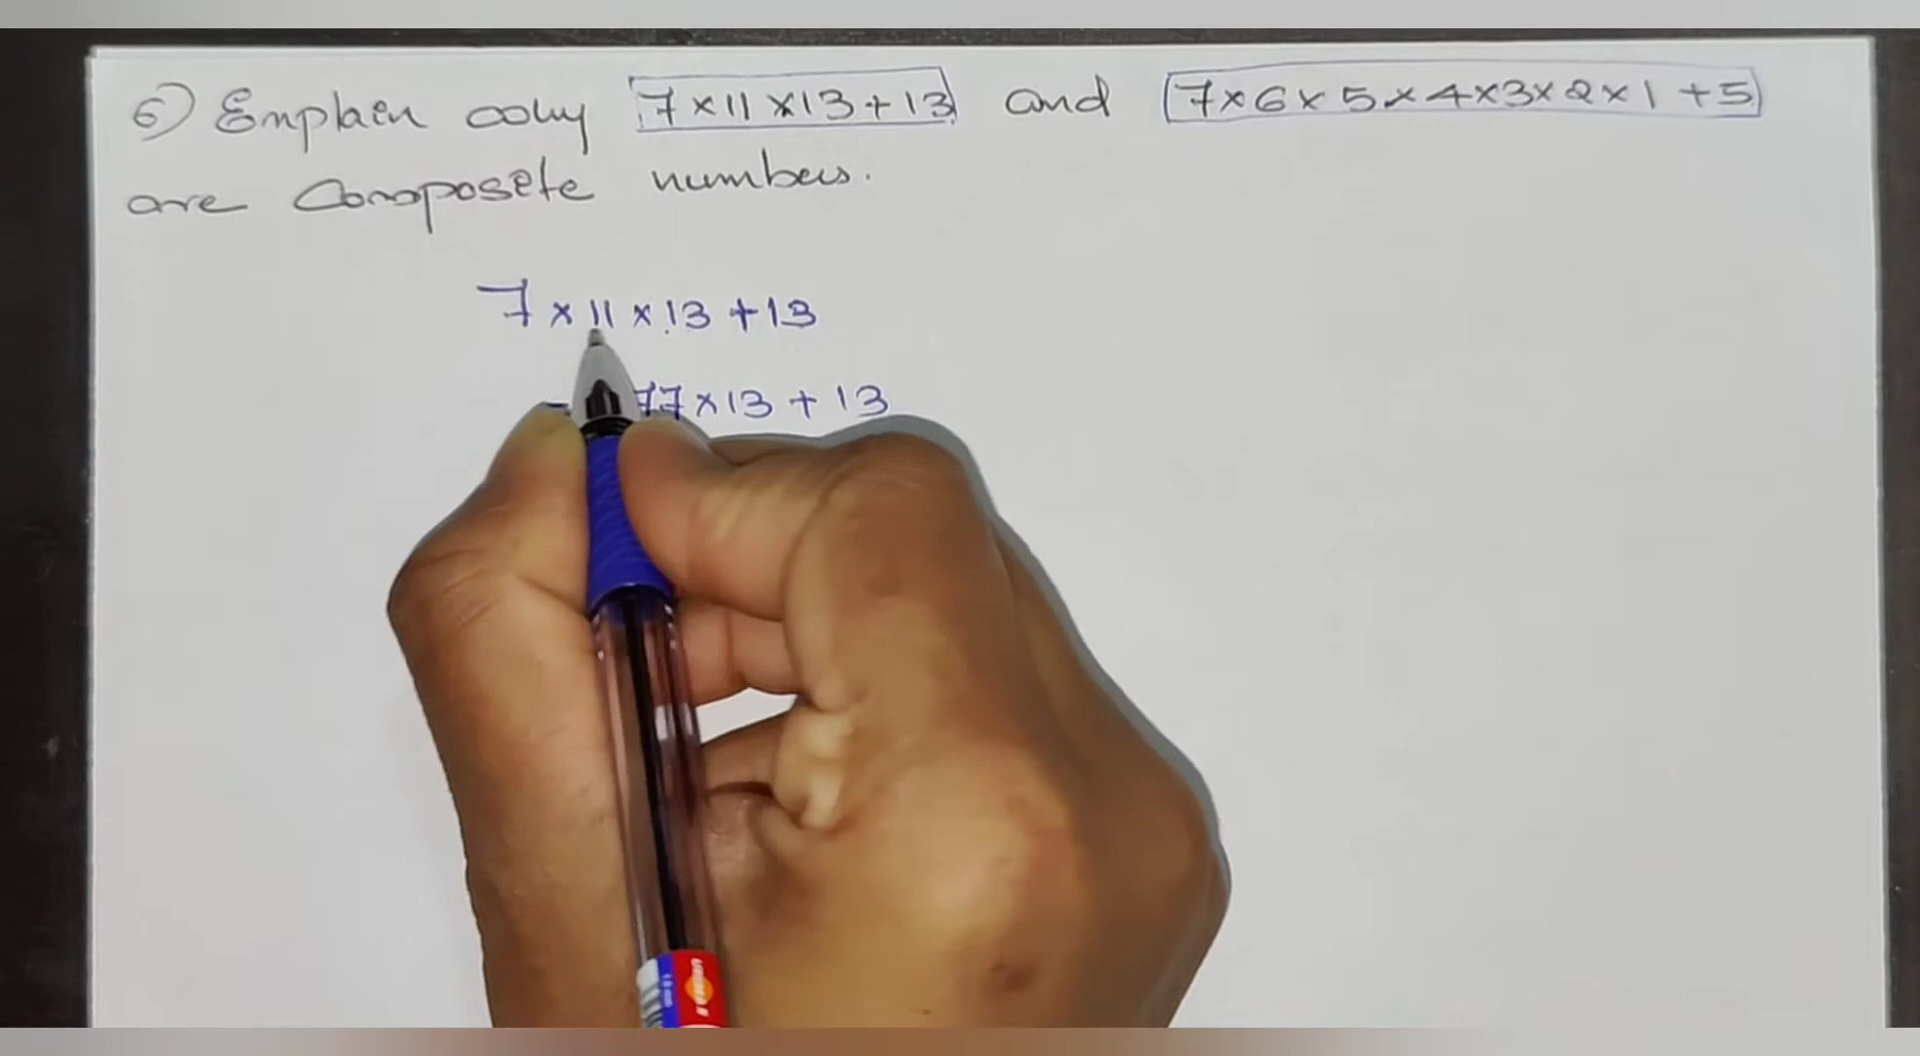 6) Explain why 7×11×13+13 and 7×6×5×4×3×2×1+5
are Composite numbers.
7×11×13+13
77×13+13